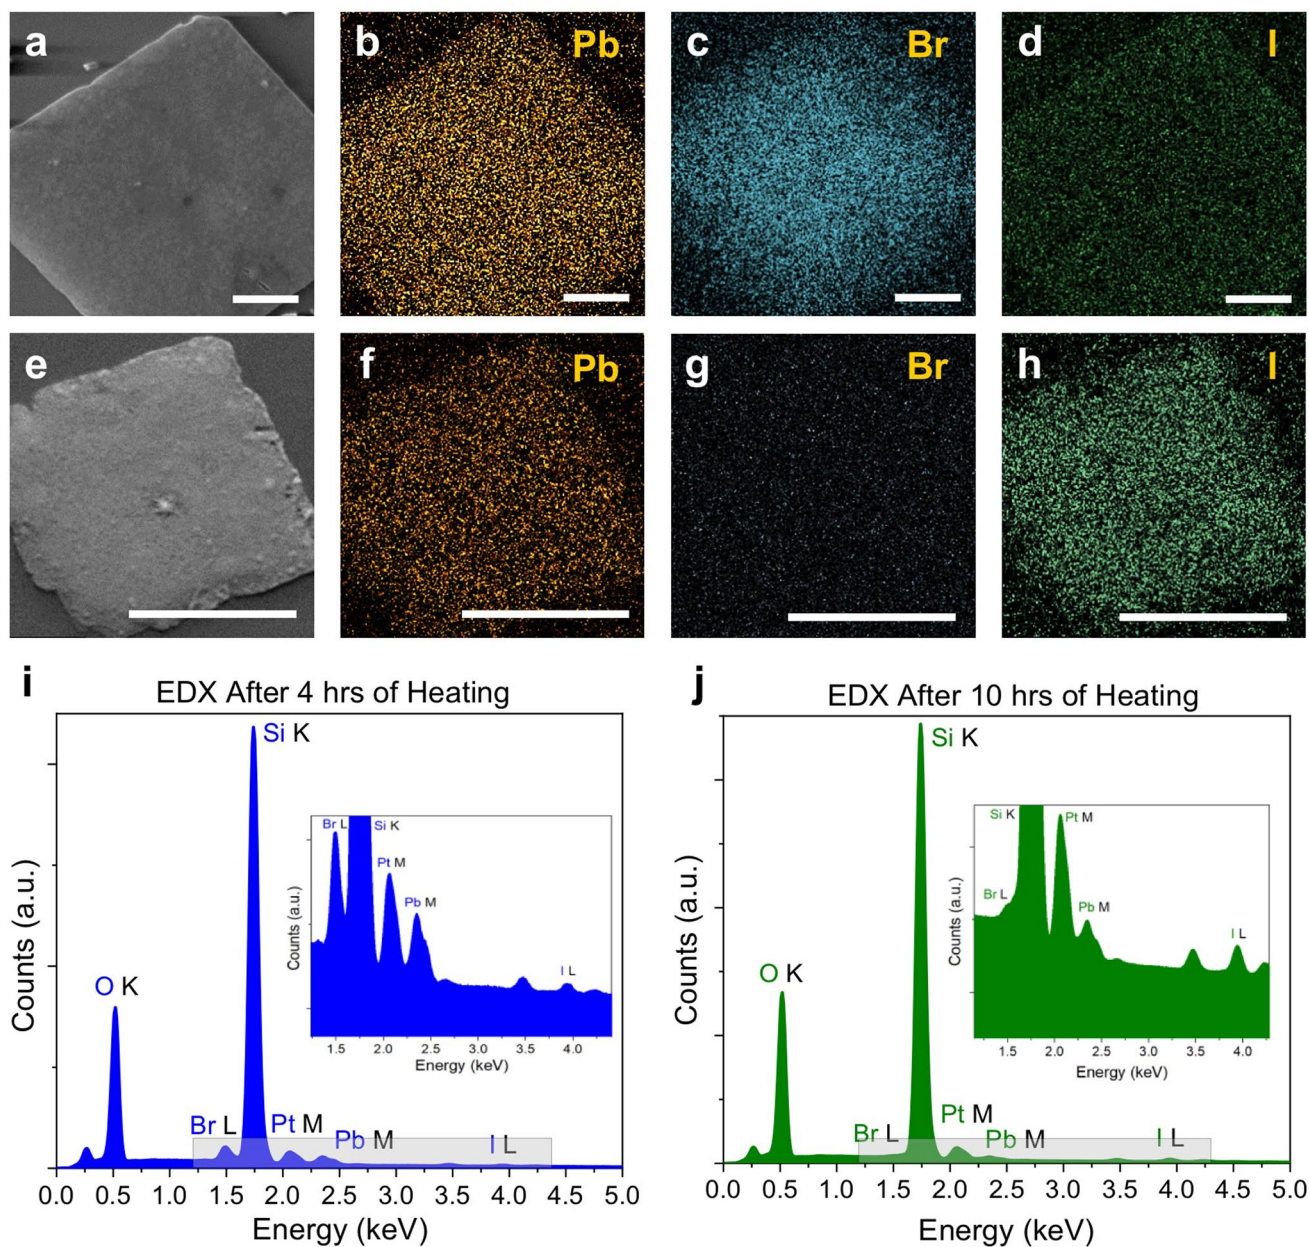 a
b
Pb
c
Br
d
I
e
f
Pb
g
Br
h
I
i
EDX After 4 hrs of Heating
Counts (a.u.)
Si K
O K
Br L
Pt M
Pb M
I L
0.0 0.5 1.0 1.5 2.0 2.5 3.0 3.5 4.0 4.5 5.0
Energy (keV)
Br L
Si K
Pt M
Pb M
I L
Counts (a.u.)
1.5 2.0 2.5 3.0 3.5 4.0
Energy (keV)
j
EDX After 10 hrs of Heating
Counts (a.u.)
Si K
O K
Br L
Pt M
Pb M
I L
0.0 0.5 1.0 1.5 2.0 2.5 3.0 3.5 4.0 4.5 5.0
Energy (keV)
Si K
Pt M
Br L
Pb M
I L
Counts (a.u.)
1.5 2.0 2.5 3.0 3.5 4.0
Energy (keV)